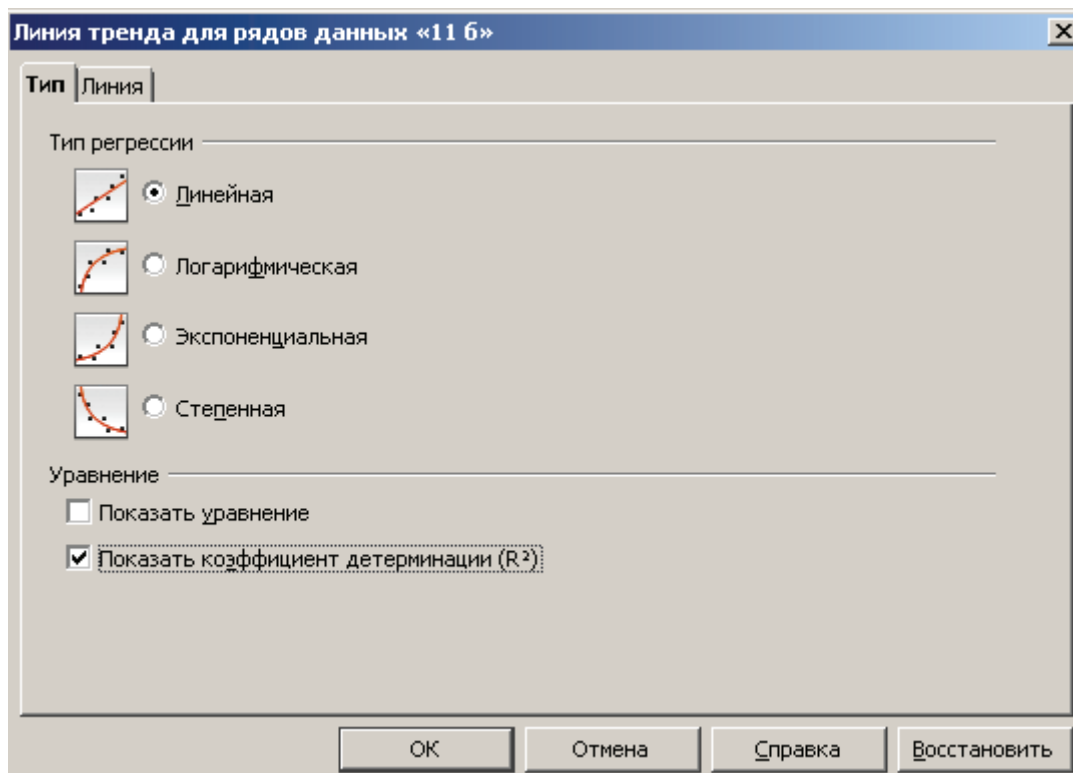 Линия тренда для рядов данных «11 б»
Тип Линия
Тип регрессии
Линейная
Логарифмическая
Экспоненциальная
Степенная
Уравнение
Показать уравнение
Показать коэффициент детерминации (R²)
ОК Отмена Справка Восстановить